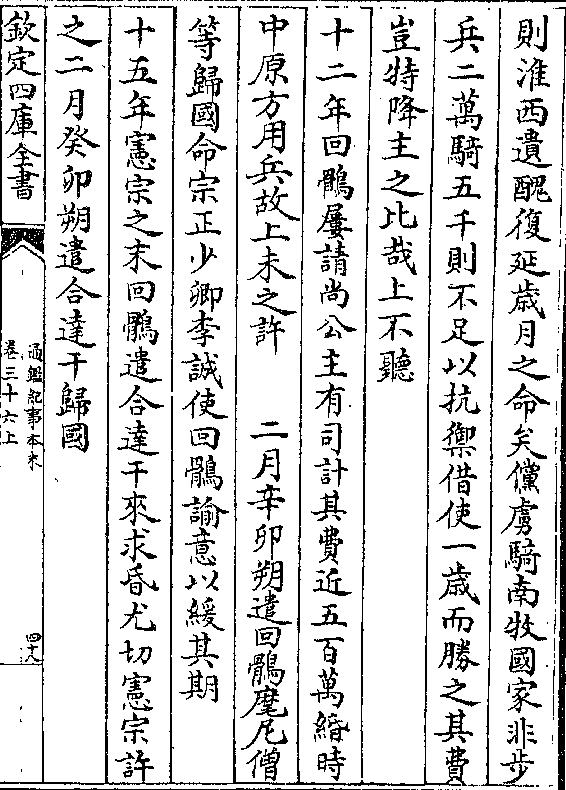 則淮西遺醜復延歳月之命矣儻虜騎南牧國家非步
兵二萬騎五千則不足以抗禦借使一歳而勝之其費
豈特降主之比哉上不聽
十二年回鶻屢請尚公主有司計其費近五百萬緡時
中原方用兵故上未之許　二月辛卯朔遣回鶻摩尼僧
等歸國命宗正少卿李誠使回鶻諭意以緩其期
十五年憲宗之末回鶻遣合達干來求昏尤切憲宗許
之二月癸卯朔遣合達干歸國
欽定四庫全書
通鑑紀事本末
卷三十六上
四十八